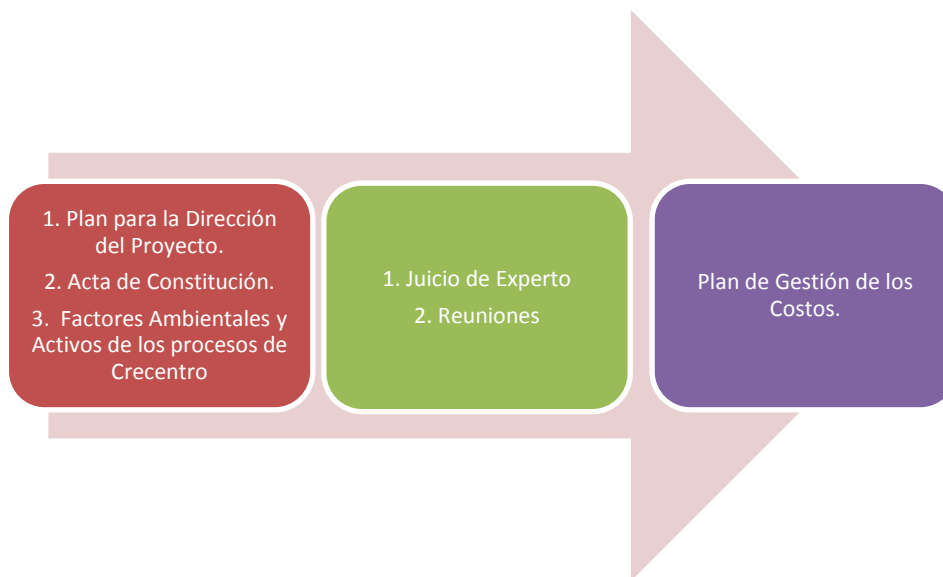 1. Plan para la Dirección
del Proyecto.
2. Acta de Constitución.
3. Factores Ambientales y
Activos de los procesos de
Crecentro
1. Juicio de Experto
2. Reuniones
Plan de Gestión de los
Costos.